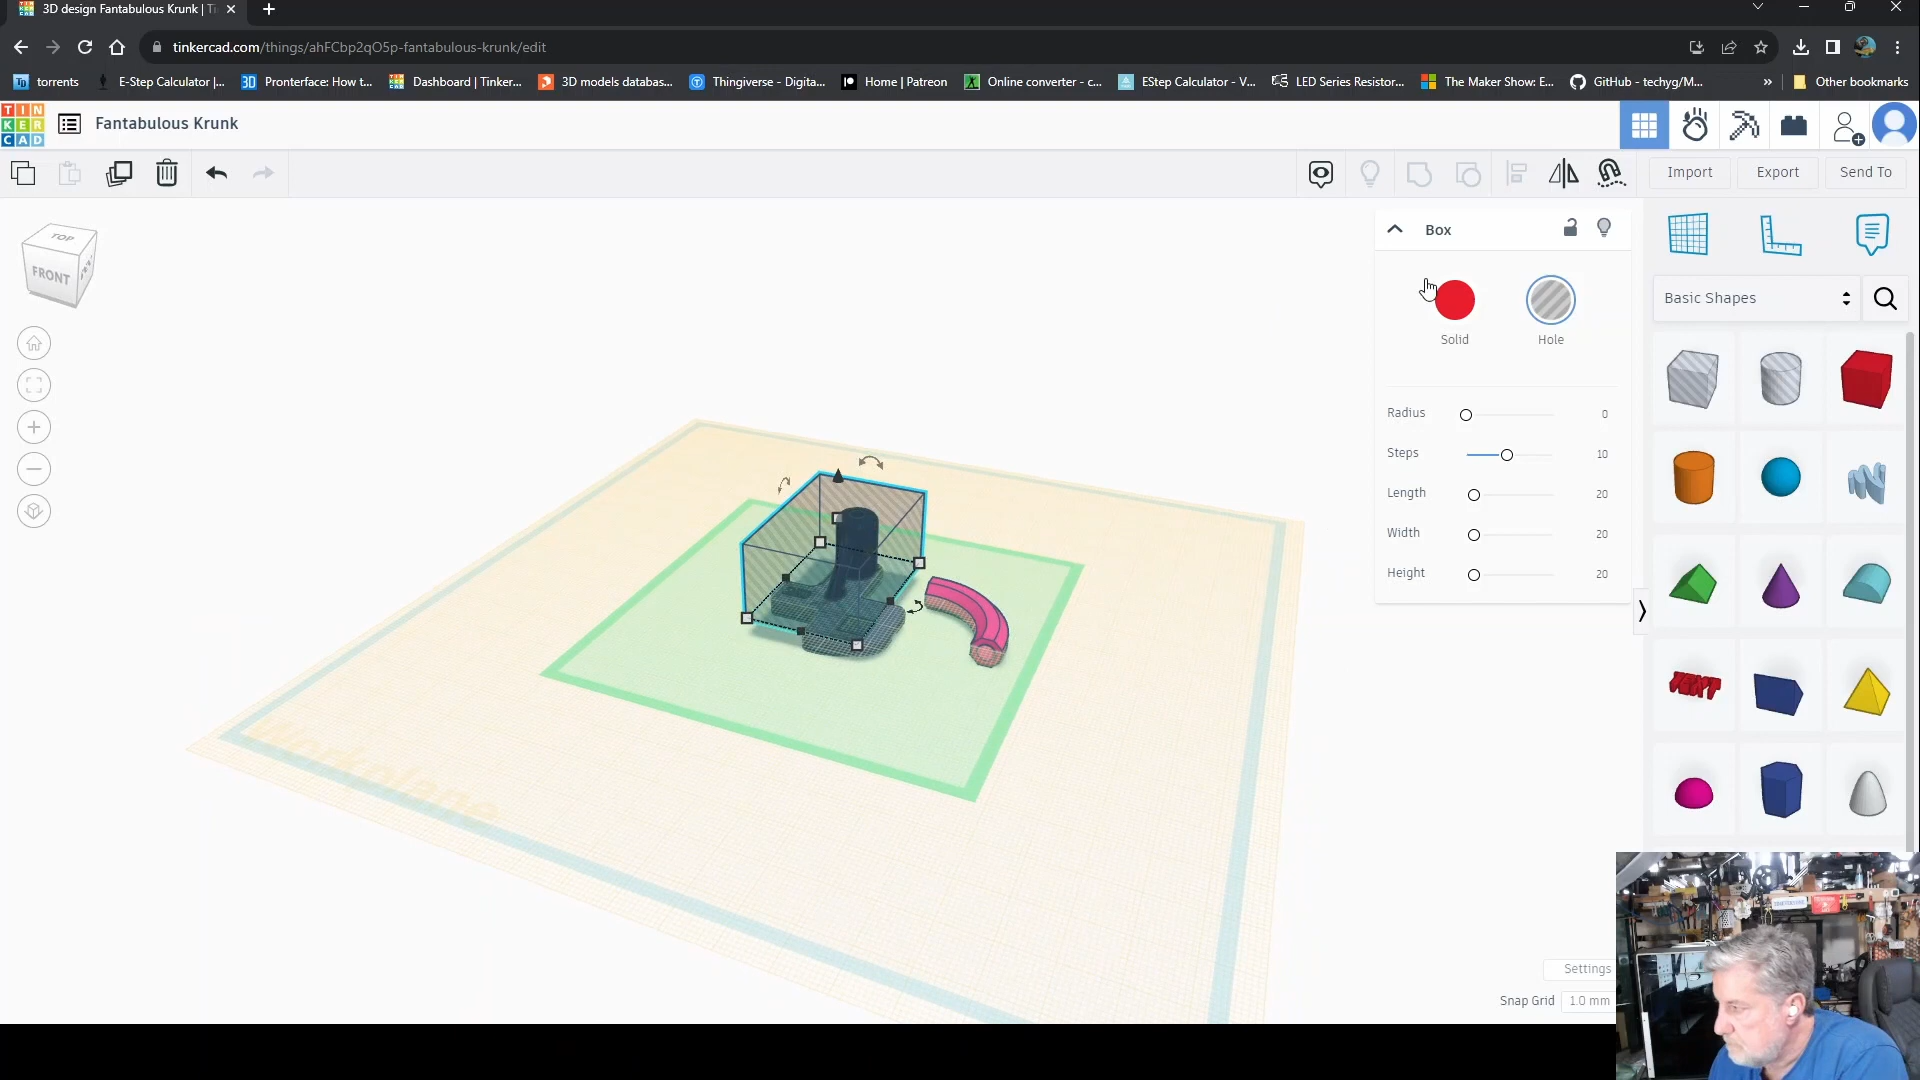 3D design Fantabulous Krunk | Ti
tinkercad.com/things/ahFCbp2qO5p-fantabulous-krunk/edit
torrents
E-Step Calculator |...
Pronterface: How t...
Dashboard | Tinker...
3D models databas...
Thingiverse - Digita...
Home | Patreon
Online converter - c...
EStep Calculator - V...
LED Series Resistor...
The Maker Show: E...
GitHub - techyg/M...
»
Other bookmarks
TIN
KER
CAD
Fantabulous Krunk
Import
Export
Send To
TOP
FRONT
Box
Solid
Hole
Radius 0
Steps 10
Length 20
Width 20
Height 20
Basic Shapes
TEXT
Workplane
Settings
Snap Grid 1.0 mm